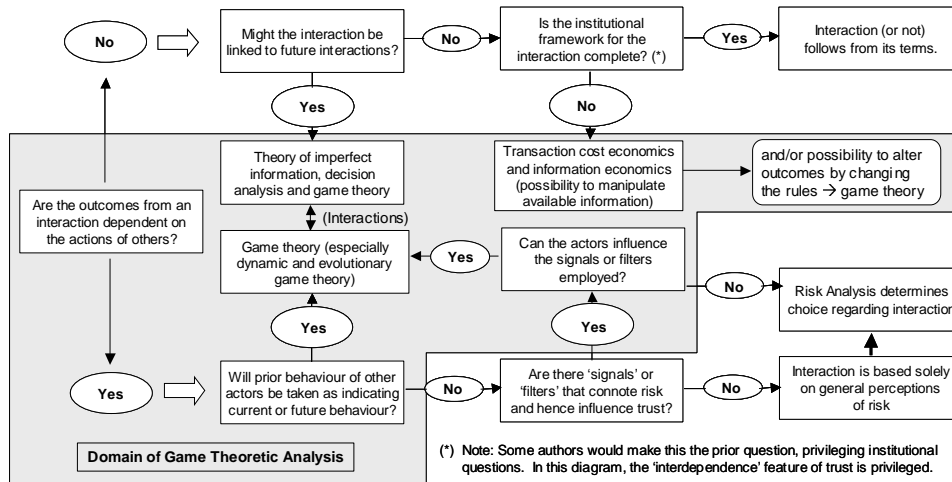 No
Might the interaction be
linked to future interactions?
No
Is the institutional
framework for the
interaction complete? (*)
Yes
Interaction (or not)
follows from its terms.
Yes
No
Theory of imperfect
information, decision
analysis and game theory
Transaction cost economics
and information economics
(possibility to manipulate
available information)
and/or possibility to alter
outcomes by changing
the rules → game theory
Are the outcomes from an
interaction dependent on
the actions of others?
(Interactions)
Game theory (especially
dynamic and evolutionary
game theory)
Yes
Can the actors influence
the signals or filters
employed?
No
Risk Analysis determines
choice regarding interaction
Yes
Yes
Yes
Will prior behaviour of other
actors be taken as indicating
current or future behaviour?
No
Are there ‘signals’ or
‘filters’ that connote risk
and hence influence trust?
No
Interaction is based solely
on general perceptions
of risk
Domain of Game Theoretic Analysis
(*) Note: Some authors would make this the prior question, privileging institutional
questions. In this diagram, the ‘interdependence’ feature of trust is privileged.